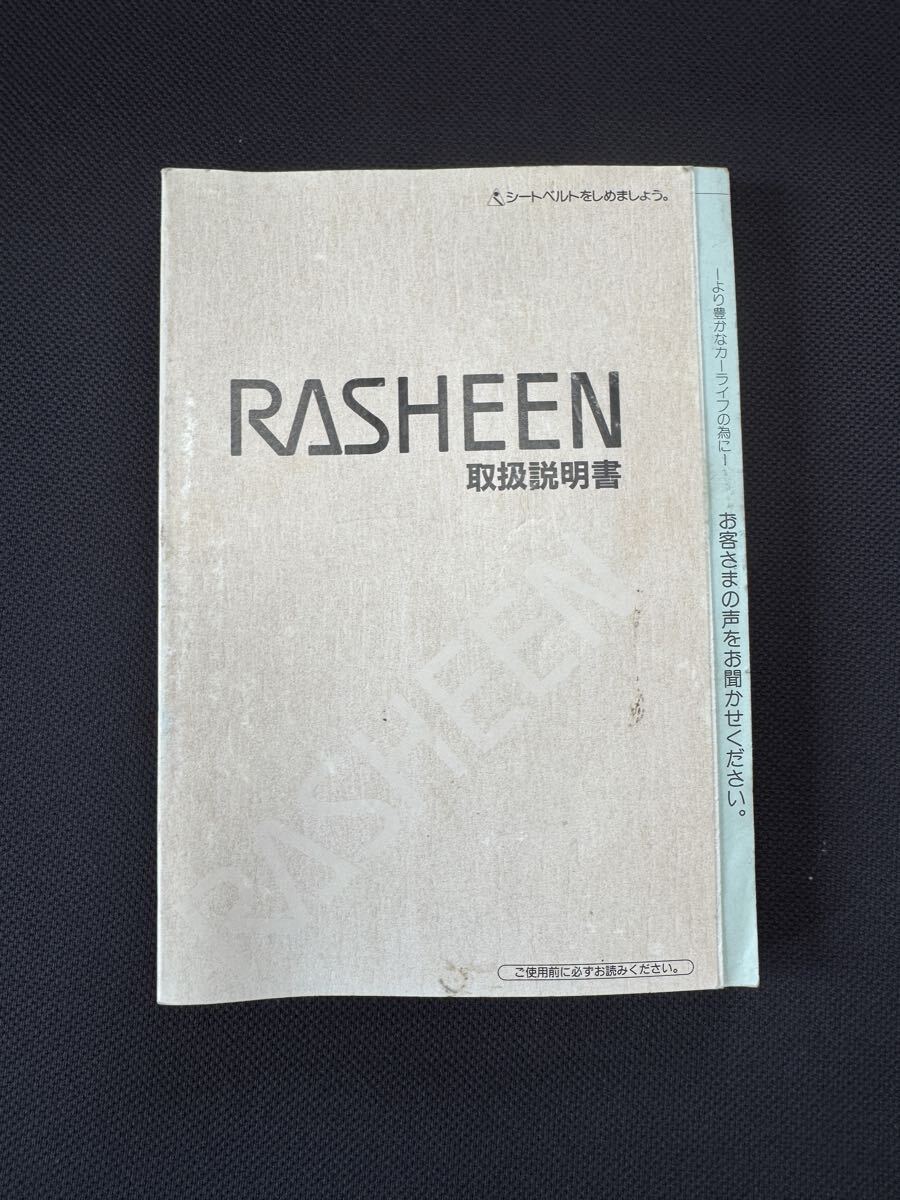 シートベルトをしめましょう。
RASHEEN
取扱説明書
RASHEEN
ご使用前に必ずお読みください。
ーより豊かなカーライフの為にー
お客さまの声をお聞かせください。